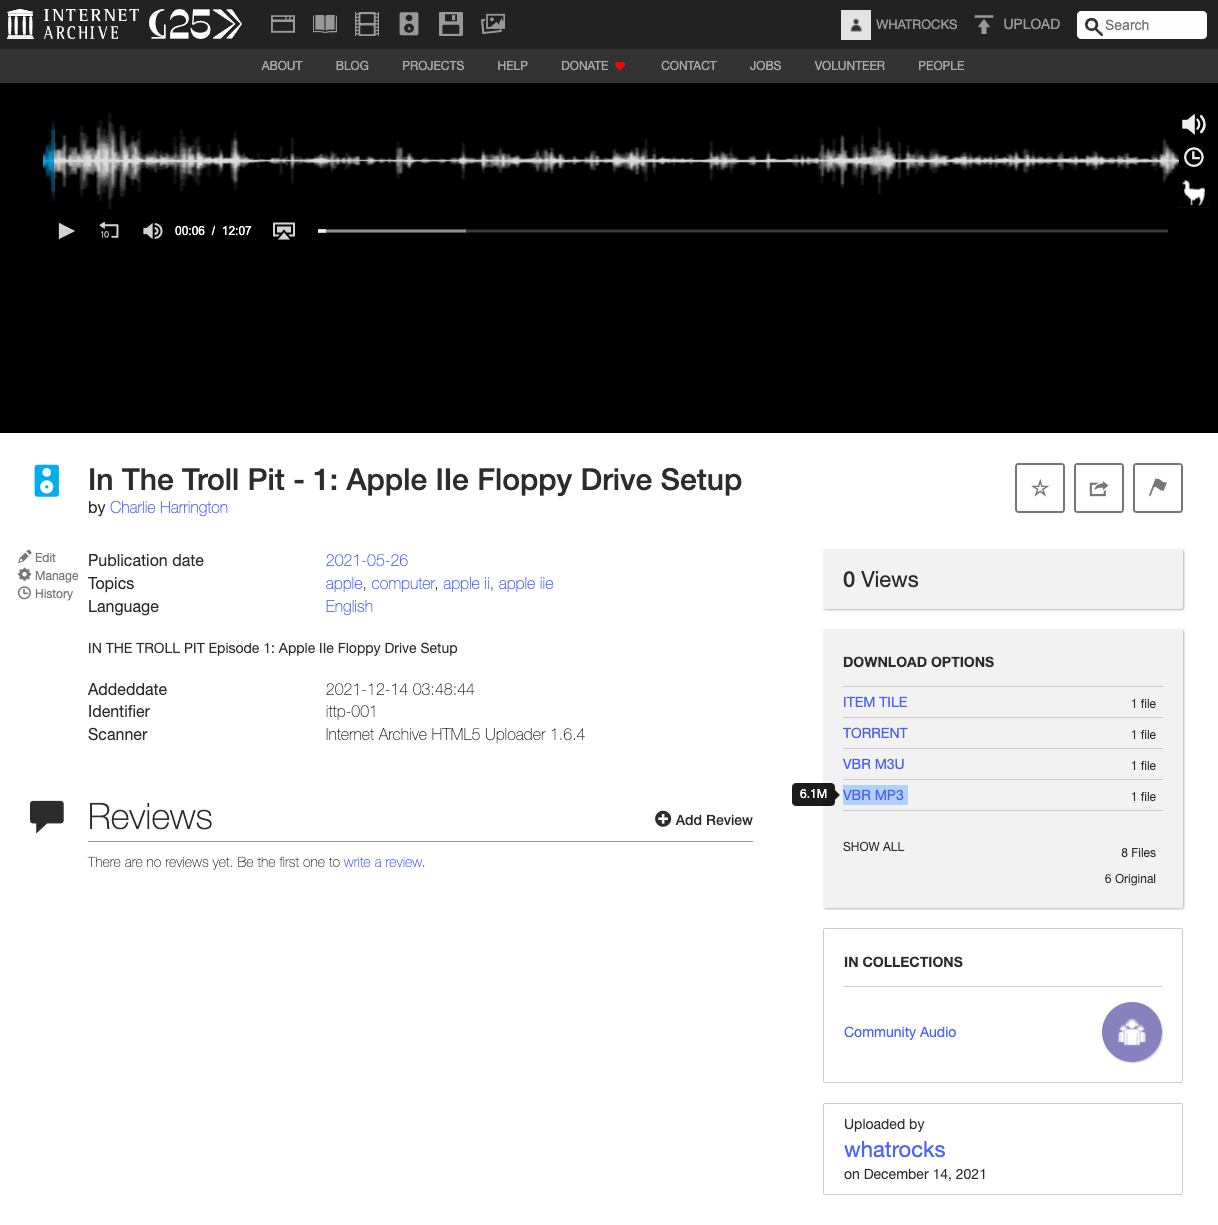 INTERNET
ARCHIVE
25
WHATROCKS
UPLOAD
Search
ABOUT BLOG PROJECTS HELP DONATE CONTACT JOBS VOLUNTEER PEOPLE
10
00:06 / 12:07
In The Troll Pit - 1: Apple IIe Floppy Drive Setup
by Charlie Harrington
Edit
Manage
History
Publication date 2021-05-26
Topics apple, computer, apple ii, apple iie
Language English
IN THE TROLL PIT Episode 1: Apple IIe Floppy Drive Setup
Addeddate 2021-12-14 03:48:44
Identifier ittp-001
Scanner Internet Archive HTML5 Uploader 1.6.4
Reviews
Add Review
There are no reviews yet. Be the first one to write a review.
0 Views
DOWNLOAD OPTIONS
ITEM TILE 1 file
TORRENT 1 file
VBR M3U 1 file
6.1M
VBR MP3 1 file
SHOW ALL 8 Files
6 Original
IN COLLECTIONS
Community Audio
Uploaded by
whatrocks
on December 14, 2021